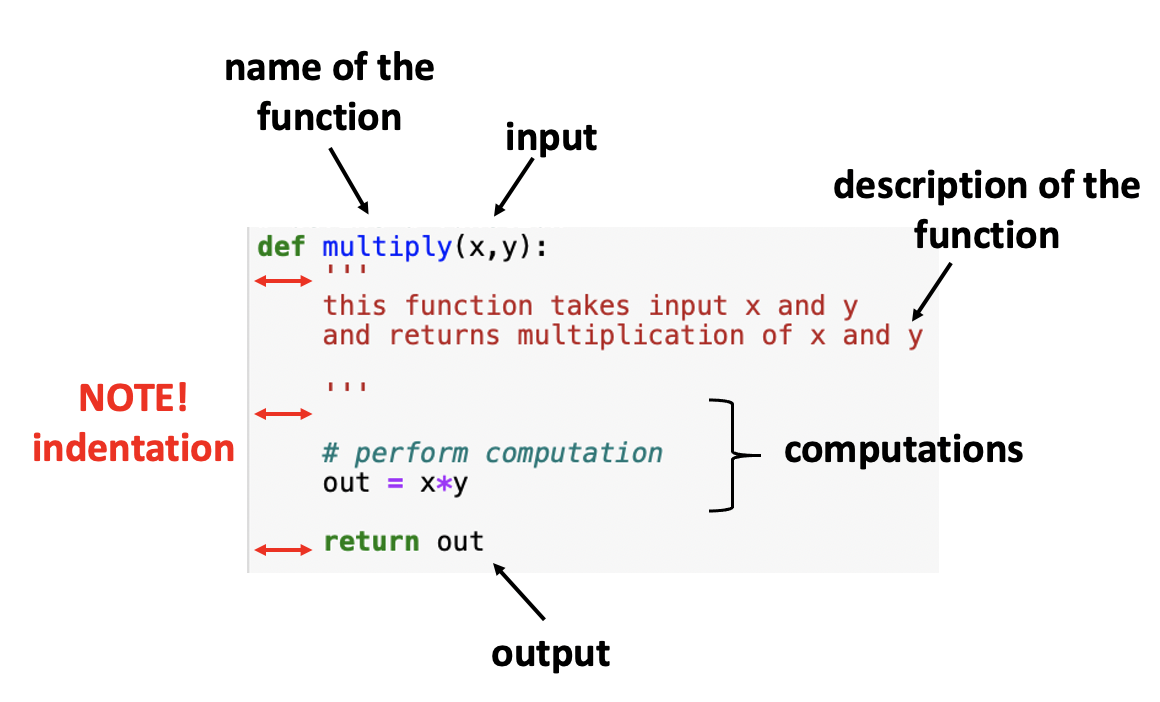 name of the
function
input
description of the
function
def multiply(x,y):
'''
this function takes input x and y
and returns multiplication of x and y
'''
NOTE!
indentation
# perform computation
out = x*y
computations
return out
output